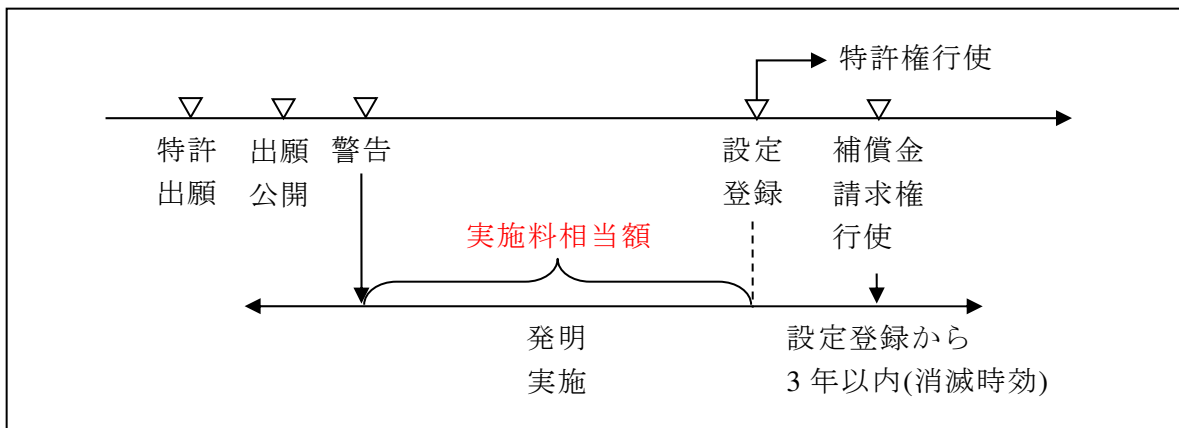 特許権行使
特許
出願
出願
公開
警告
設定
登録
補償金
請求権
行使
実施料相当額
発明
実施
設定登録から
3 年以内(消滅時効)